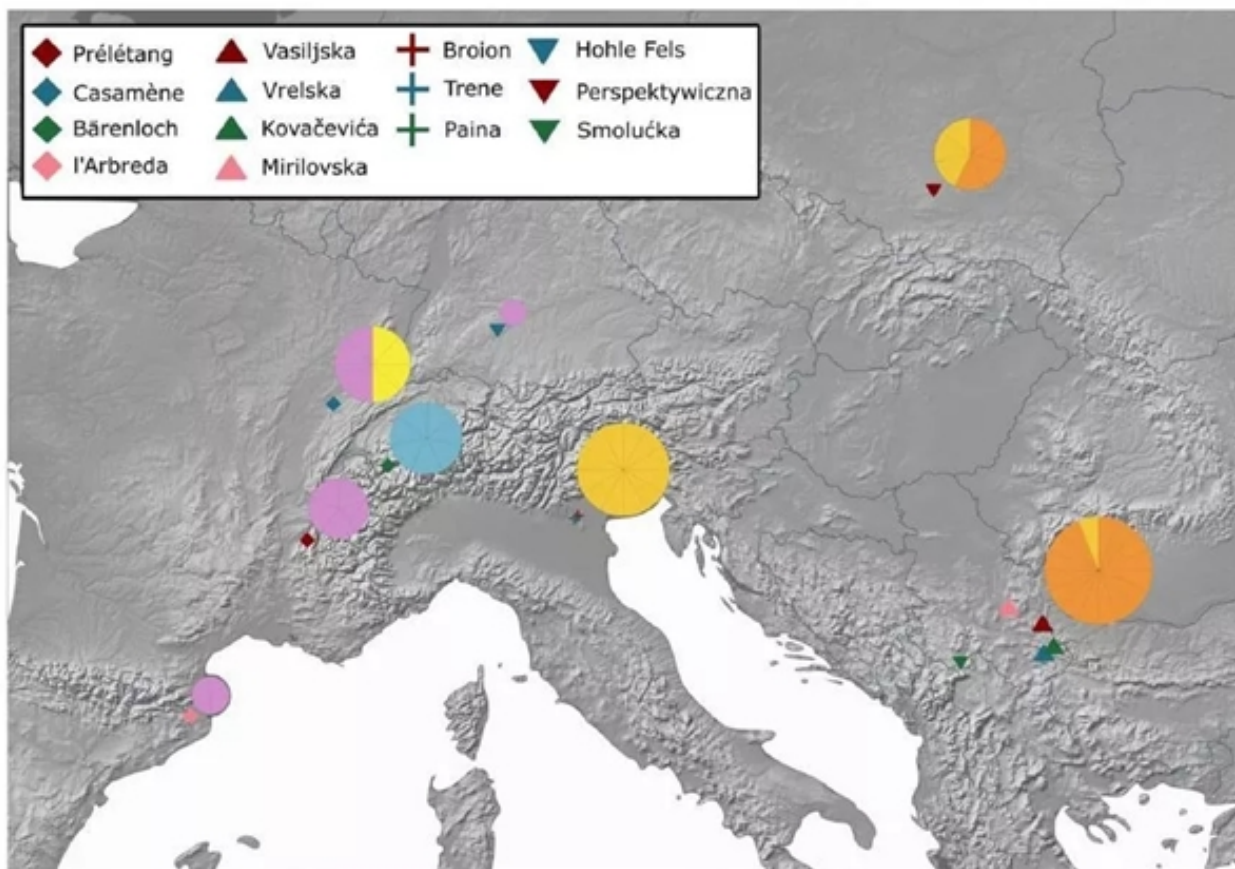 Prélétang Vasiljska Broion Hohle Fels
Casamène Vrelska Trene Perspektywiczna
Bärenloch Kovačevića Paina Smolućka
l'Arbreda Mirilovska